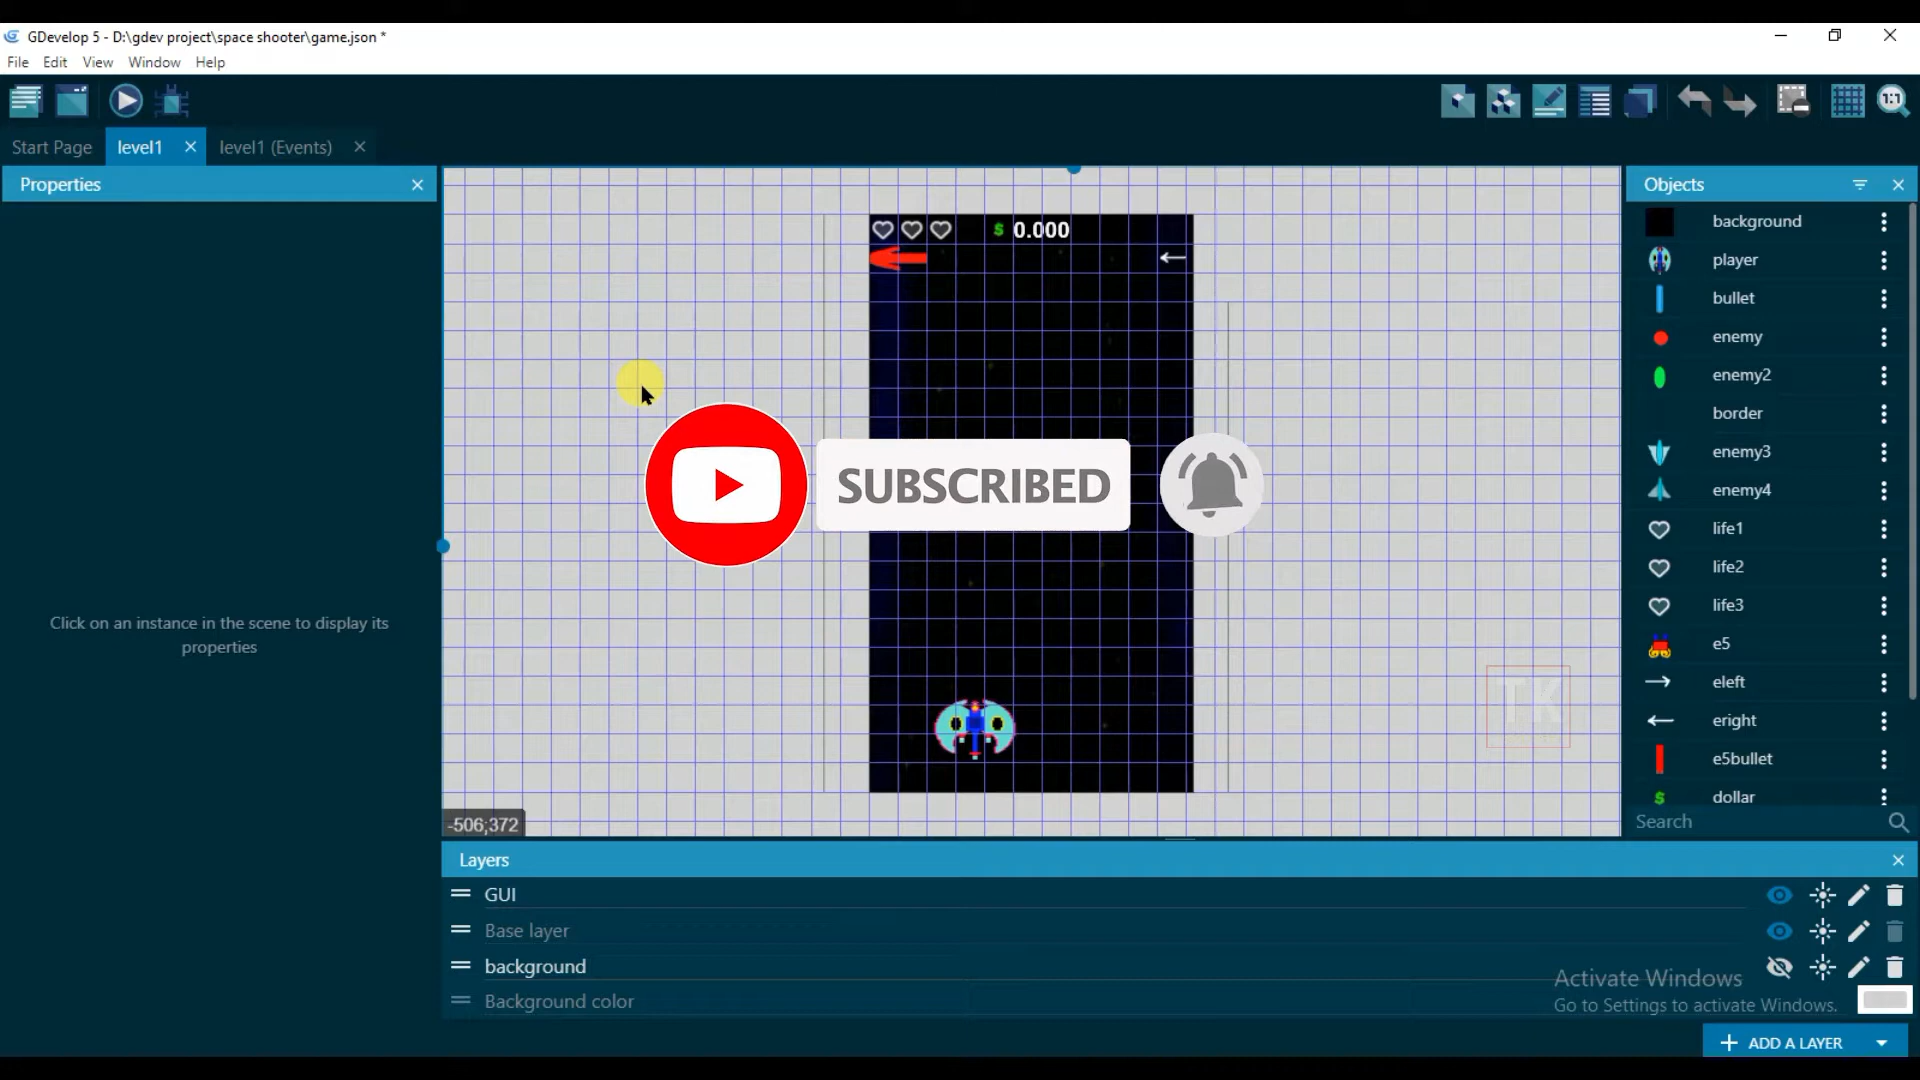 GDevelop 5 - D:\gdev project\space shooter\game.json *
File Edit View Window Help
1:1
Start Page level1 level1 (Events)
Properties
Click on an instance in the scene to display its
properties
$ 0.000
SUBSCRIBED
TK
-506;372
Objects
background
player
bullet
enemy
enemy2
border
enemy3
enemy4
life1
life2
life3
e5
eleft
eright
e5bullet
$ dollar
Search
Layers
GUI
Base layer
background
Background color
Activate Windows
Go to Settings to activate Windows.
ADD A LAYER